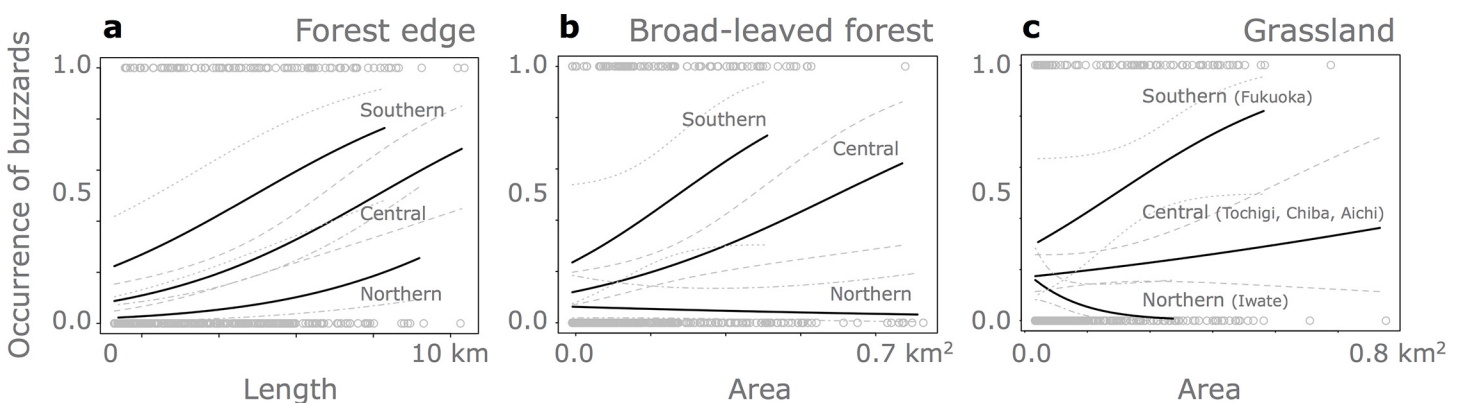 Occurrence of buzzards
a Forest edge
1.0
0.5
0.0
Southern
Central
Northern
0 10 km
Length
b Broad-leaved forest
1.0
0.5
0.0
Southern
Central
Northern
0.0 0.7 km²
Area
c Grassland
1.0
0.5
0.0
Southern (Fukuoka)
Central (Tochigi, Chiba, Aichi)
Northern (Iwate)
0.0 0.8 km²
Area